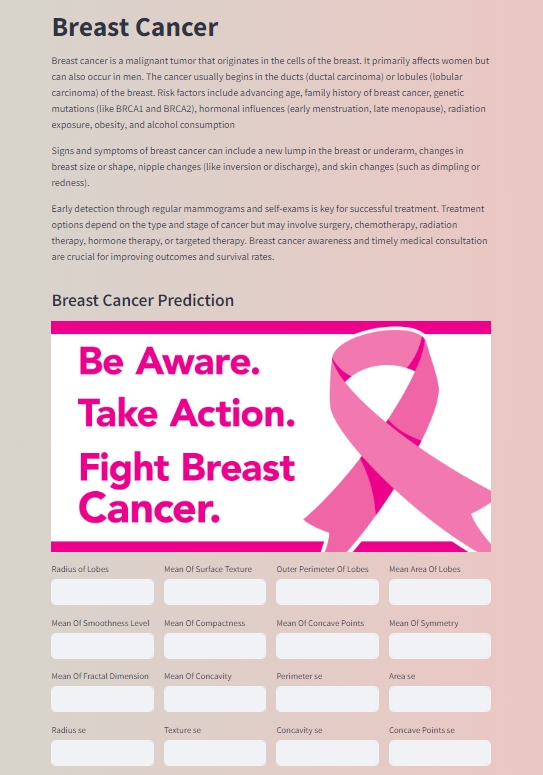 Breast Cancer
Breast cancer is a malignant tumor that originates in the cells of the breast. It primarily affects women but
can also occur in men. The cancer usually begins in the ducts (ductal carcinoma) or lobules (lobular
carcinoma) of the breast. Risk factors include advancing age, family history of breast cancer, genetic
mutations (like BRCA1 and BRCA2), hormonal influences (early menstruation, late menopause), radiation
exposure, obesity, and alcohol consumption
Signs and symptoms of breast cancer can include a new lump in the breast or underarm, changes in
breast size or shape, nipple changes (like inversion or discharge), and skin changes (such as dimpling or
redness).
Early detection through regular mammograms and self-exams is key for successful treatment. Treatment
options depend on the type and stage of cancer but may involve surgery, chemotherapy, radiation
therapy, hormone therapy, or targeted therapy. Breast cancer awareness and timely medical consultation
are crucial for improving outcomes and survival rates.
Breast Cancer Prediction
Be Aware.
Take Action.
Fight Breast
Cancer.
Radius of Lobes Mean Of Surface Texture Outer Perimeter Of Lobes Mean Area Of Lobes
Mean Of Smoothness Level Mean Of Compactness Mean Of Concave Points Mean Of Symmetry
Mean Of Fractal Dimension Mean Of Concavity Perimeter se Area se
Radius se Texture se Concavity se Concave Points se